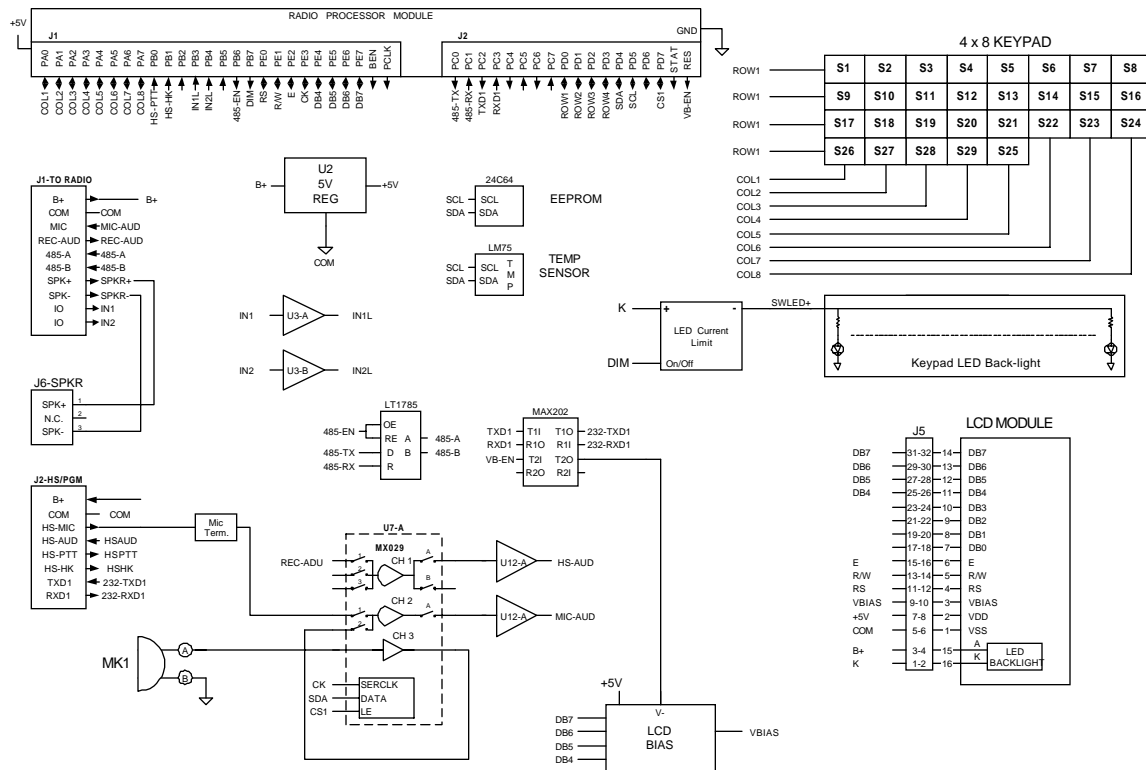 RADIO PROCESSOR MODULE
+5V
GND
J1
J2
PA0 PA1 PA2 PA3 PA4 PA5 PA6 PA7 PB0 PB1 PB2 PB3 PB4 PB5 PB6 PB7 PE0 PE1 PE2 PE3 PE4 PE5 PE6 PE7 BEN PCLK
PC0 PC1 PC2 PC3 PC4 PC5 PC6 PC7 PD0 PD1 PD2 PD3 PD4 PD5 PD6 PD7 STAT RES
COL1 COL2 COL3 COL4 COL5 COL6 COL7 COL8 HS-PTT HS-HK IN1L IN2L 485-EN DIM RS R/W E CK DB4 DB5 DB6 DB7
485-TX 485-RX TXD1 RXD1 ROW1 ROW2 ROW3 ROW4 SDA SCL CS1 VB-EN
4 x 8 KEYPAD
ROW1 S1 S2 S3 S4 S5 S6 S7 S8
ROW1 S9 S10 S11 S12 S13 S14 S15 S16
ROW1 S17 S18 S19 S20 S21 S22 S23 S24
ROW1 S26 S27 S28 S29 S25
COL1
COL2
COL3
COL4
COL5
COL6
COL7
COL8
J1-TO RADIO
B+ B+
COM COM
MIC MIC-AUD
REC-AUD REC-AUD
485-A 485-A
485-B 485-B
SPK+ SPKR+
SPK- SPKR-
IO IN1
IO IN2
U2
B+ 5V +5V
REG
COM
24C64
SCL SCL
SDA SDA
EEPROM
LM75
SCL SCL T
SDA SDA M
P
TEMP
SENSOR
IN1 U3-A IN1L
IN2 U3-B IN2L
K + - SWLED+
LED Current
Limit
DIM On/Off
Keypad LED Back-light
J6-SPKR
SPK+ 1
N.C. 2
SPK- 3
LT1785
OE
485-EN RE A 485-A
485-TX D B 485-B
485-RX R
MAX202
TXD1 T1I T1O 232-TXD1
RXD1 R1O R1I 232-RXD1
VB-EN T2I T2O
R2O R2I
J5
LCD MODULE
DB7 31-32 14 DB7
DB6 29-30 13 DB6
DB5 27-28 12 DB5
DB4 25-26 11 DB4
23-24 10 DB3
21-22 9 DB2
19-20 8 DB1
17-18 7 DB0
E 15-16 6 E
R/W 13-14 5 R/W
RS 11-12 4 RS
VBIAS 9-10 3 VBIAS
+5V 7-8 2 VDD
COM 5-6 1 VSS
B+ 3-4 15 A
K 1-2 16 K
LED
BACKLIGHT
J2-HS/PGM
B+
COM COM
HS-MIC
HS-AUD HSAUD
HS-PTT HSPTT
HS-HK HSHK
TXD1 232-TXD1
RXD1 232-RXD1
Mic
Term.
U7-A
MX029
REC-ADU 1 CH 1 A U12-A HS-AUD
2
3 B
1 CH 2 A U12-A MIC-AUD
2
CH 3
MK1 A
B
CK SERCLK
SDA DATA
CS1 LE
+5V
V-
DB7
DB6
DB5
DB4
LCD
BIAS
VBIAS